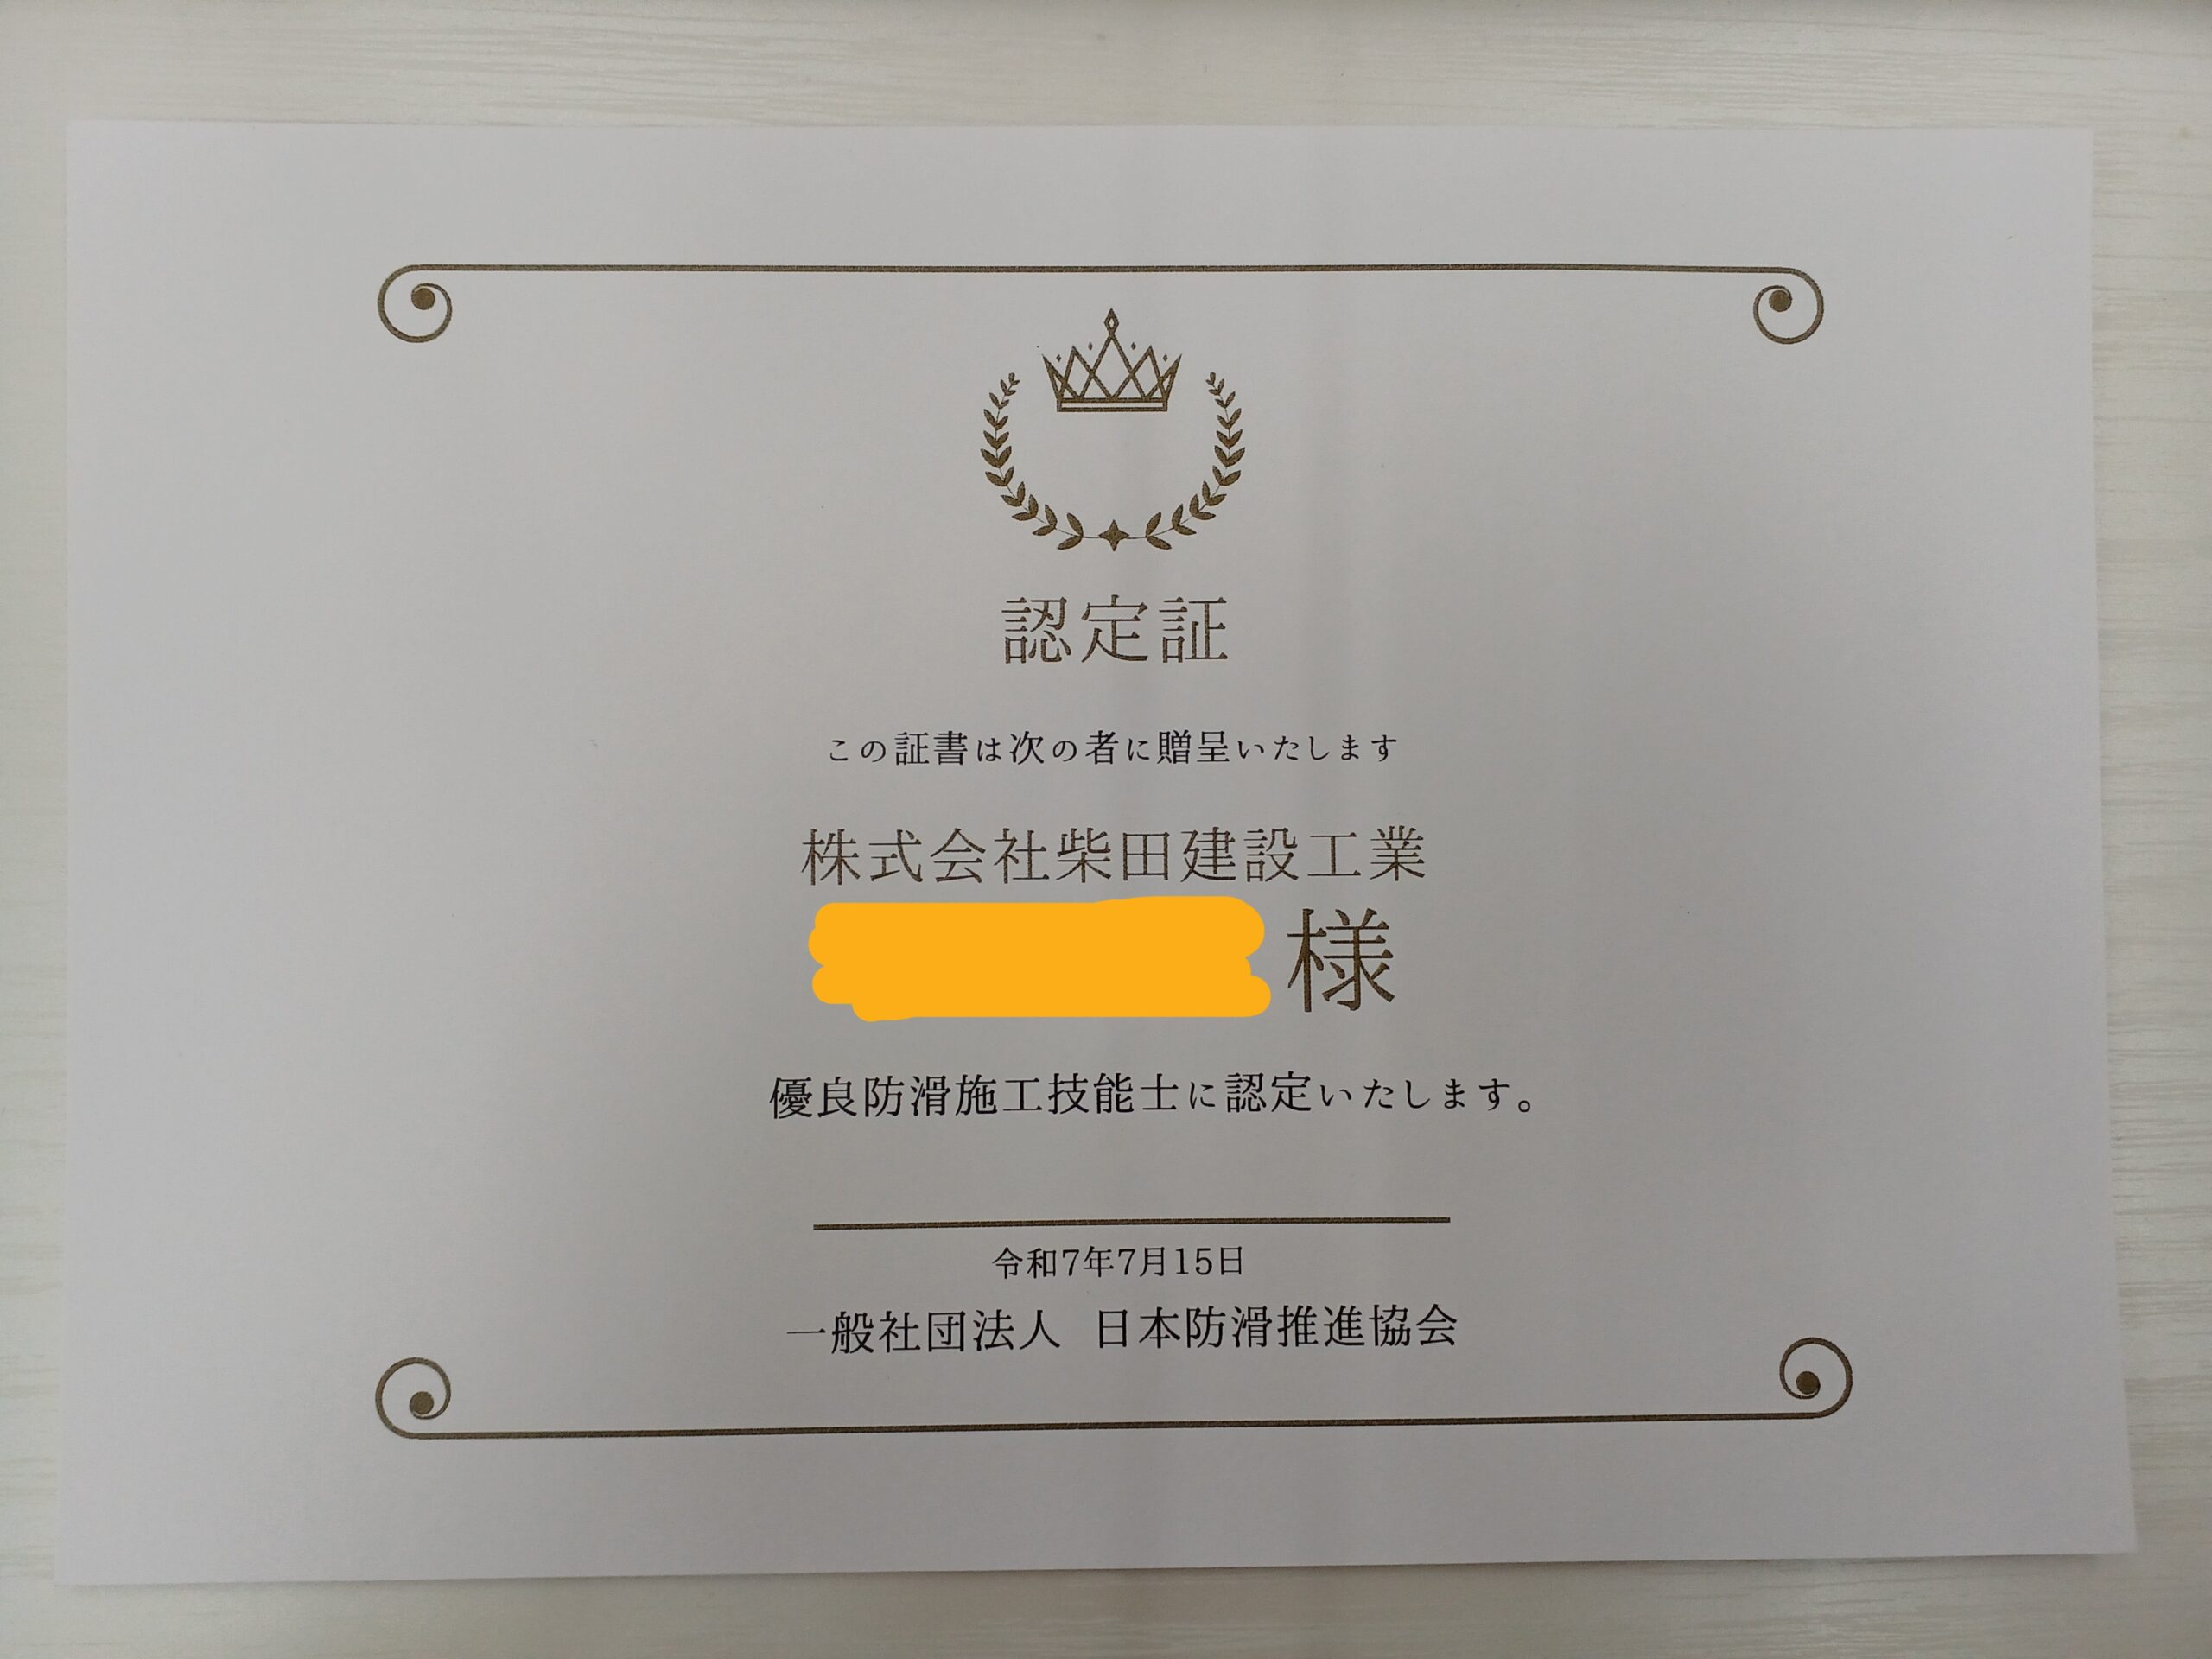 認定証
この証書は次の者に贈呈いたします
株式会社柴田建設工業
様
優良防滑施工技能士に認定いたします。
令和7年7月15日
一般社団法人 日本防滑推進協会